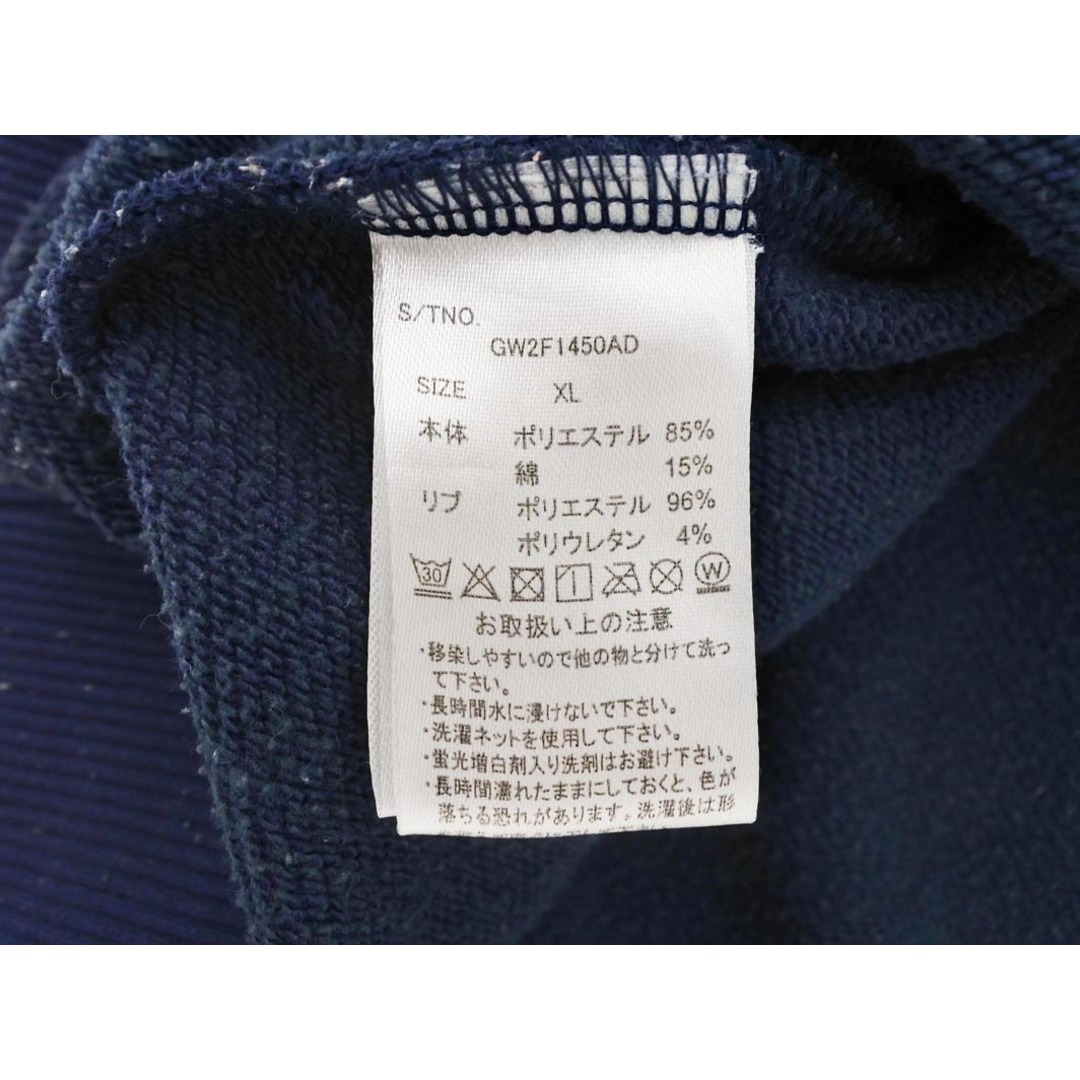 S/TNO.
GW2F1450AD
SIZE XL
本体 ポリエステル 85%
綿 15%
リブ ポリエステル 96%
ポリウレタン 4%
30 W
お取扱い上の注意
・移染しやすいので他の物と分けて洗っ
て下さい。
・長時間水に浸けないで下さい。
・洗濯ネットを使用して下さい。
・蛍光増白剤入り洗剤はお避け下さい。
・長時間濡れたままにしておくと、色が
落ちる恐れがあります。洗濯後は形